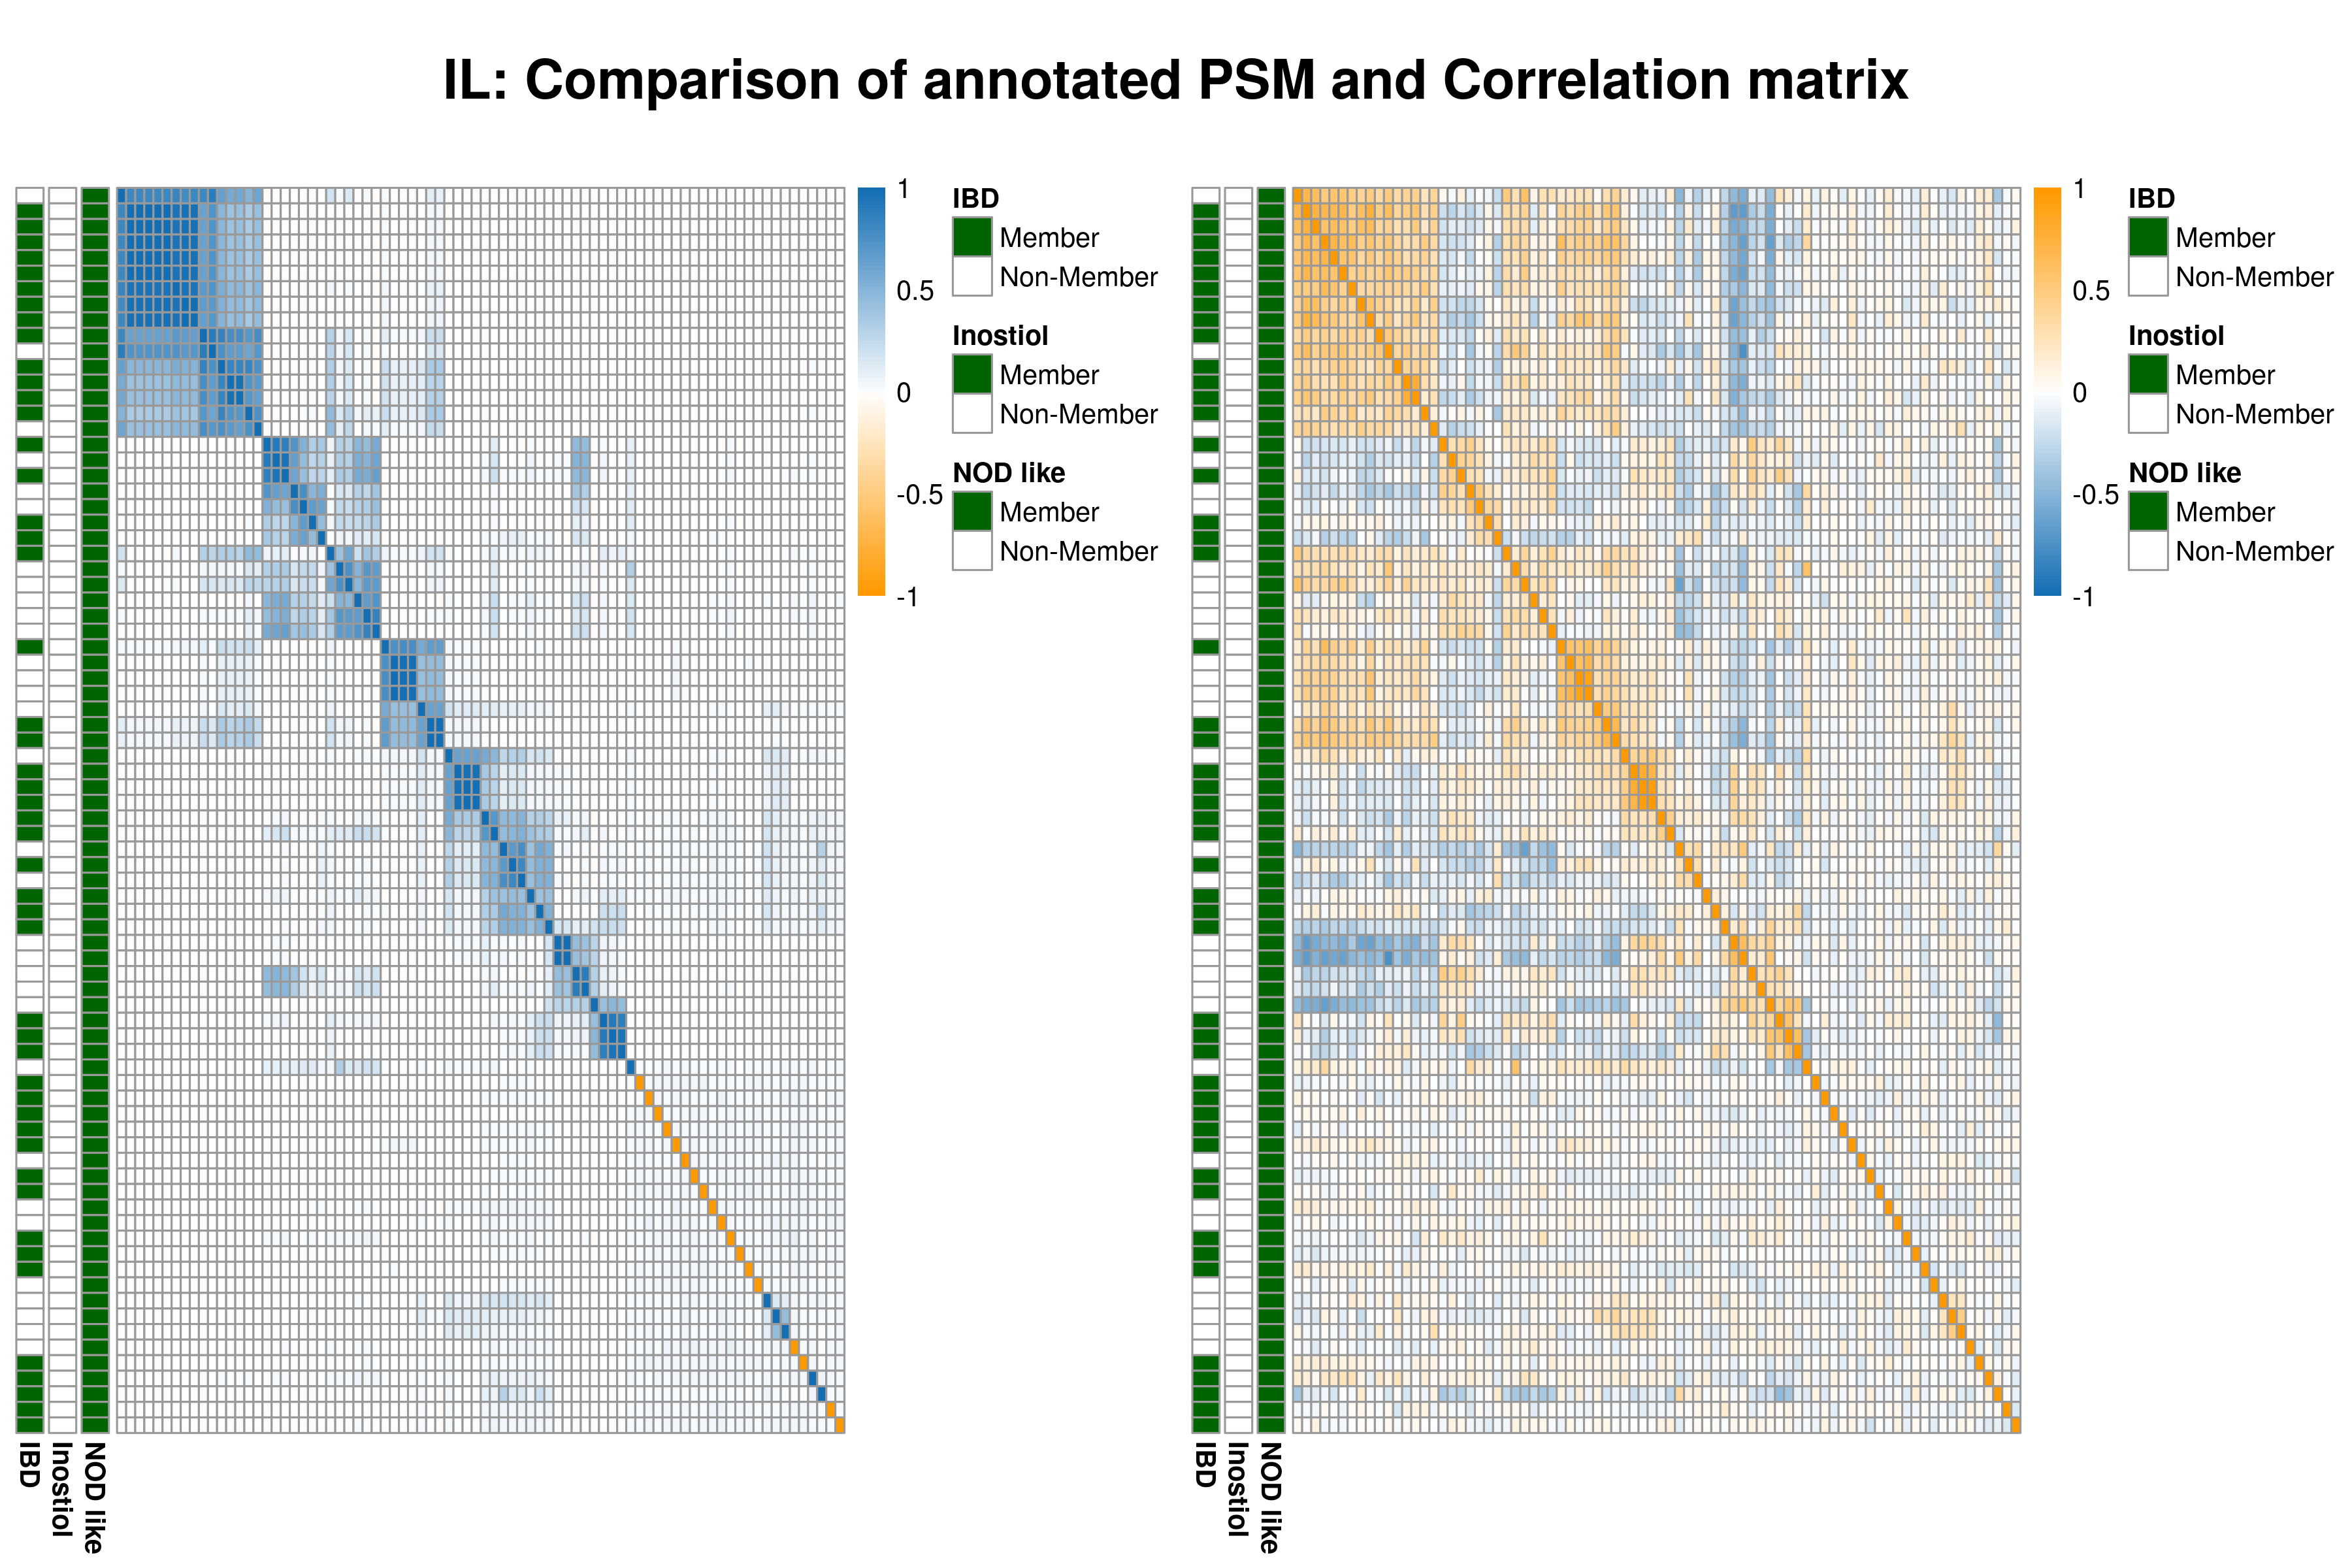 IL: Comparison of annotated PSM and Correlation matrix
1
0.5
0
-0.5
-1
IBD
Member
Non-Member
Inostiol
Member
Non-Member
NOD like
Member
Non-Member
IBD
Inostiol
NOD like
1
0.5
0
-0.5
-1
IBD
Member
Non-Member
Inostiol
Member
Non-Member
NOD like
Member
Non-Member
IBD
Inostiol
NOD like